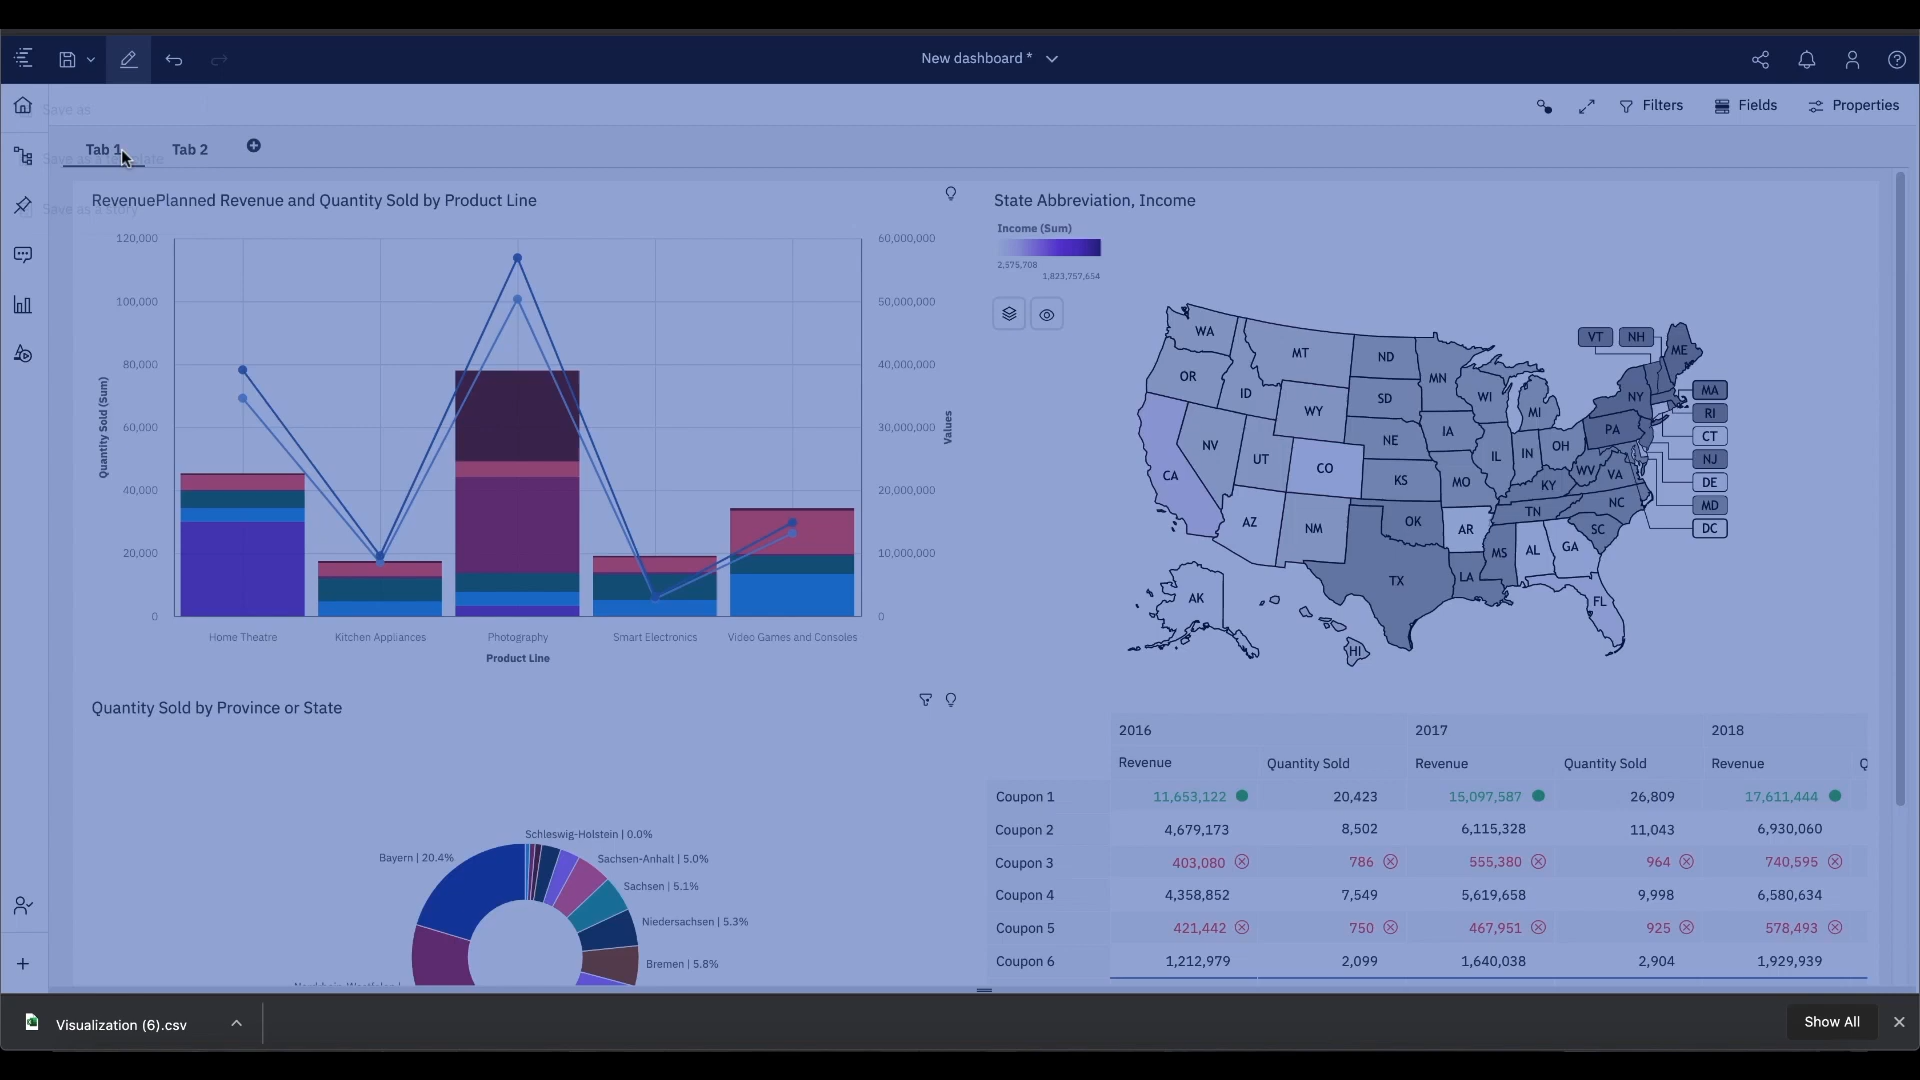 New dashboard *
Save as
Filters
Fields
Properties
Tab 1
Tab 2
Save as a template
Save as a story
RevenuePlanned Revenue and Quantity Sold by Product Line
120,000
100,000
80,000
60,000
40,000
20,000
0
Quantity Sold (Sum)
60,000,000
50,000,000
40,000,000
30,000,000
20,000,000
10,000,000
0
Values
Home Theatre
Kitchen Appliances
Photography
Smart Electronics
Video Games and Consoles
Product Line
State Abbreviation, Income
Income (Sum)
2,575,708
1,823,757,654
WA
MT
ND
MN
VT
NH
ME
OR
ID
SD
WI
MI
NY
MA
WY
RI
NV
NE
IA
PA
CT
UT
CO
IL
IN
OH
NJ
CA
KS
MO
KY
WV
VA
DE
AZ
NM
OK
AR
TN
NC
MD
SC
DC
MS
AL
GA
TX
LA
FL
AK
HI
Quantity Sold by Province or State
Schleswig-Holstein | 0.0%
Bayern | 20.4%
Sachsen-Anhalt | 5.0%
Sachsen | 5.1%
Niedersachsen | 5.3%
Bremen | 5.8%
2016 2017 2018
Revenue Quantity Sold Revenue Quantity Sold Revenue Q
Coupon 1 11,653,122 20,423 15,097,587 26,809 17,611,444
Coupon 2 4,679,173 8,502 6,115,328 11,043 6,930,060
Coupon 3 403,080 786 555,380 964 740,595
Coupon 4 4,358,852 7,549 5,619,658 9,998 6,580,634
Coupon 5 421,442 750 467,951 925 578,493
Coupon 6 1,212,979 2,099 1,640,038 2,904 1,929,939
Visualization (6).csv
Show All